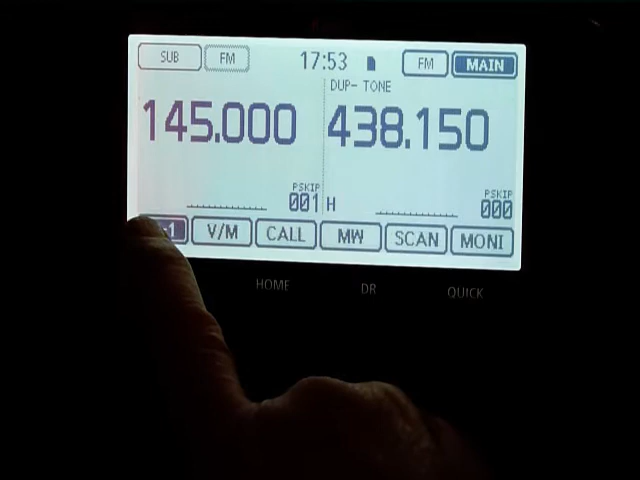 SUB FM 17:53 FM MAIN
DUP- TONE
145.000 438.150
PSKIP PSKIP
001 H 000
V/M CALL MW SCAN MONI
HOME DR QUICK